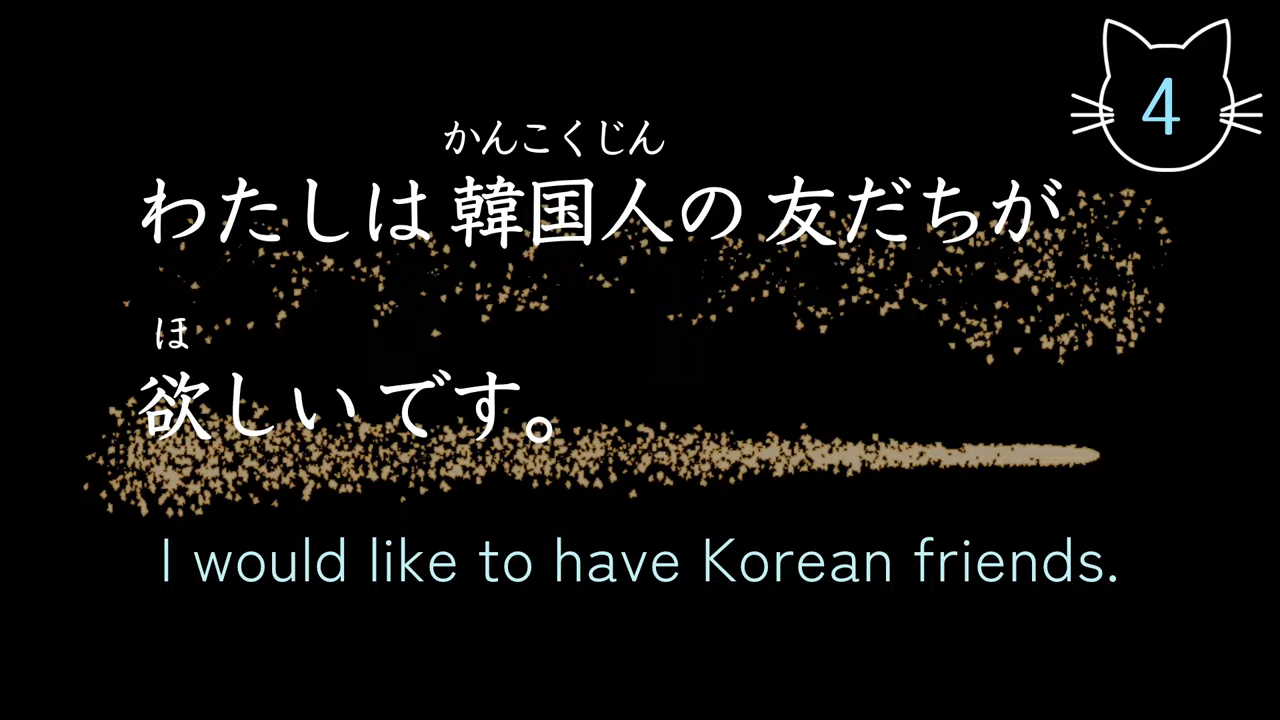 4
かんこくじん
わたしは 韓国人の 友だちが
ほ
欲しい です。
I would like to have Korean friends.